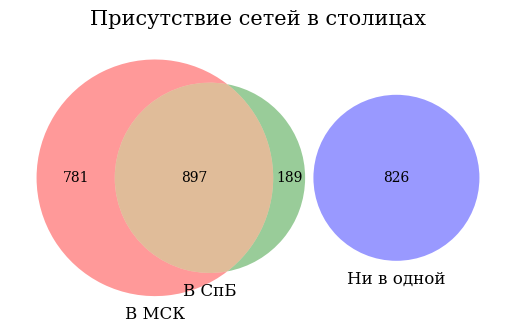 Присутствие сетей в столицах
781
897
189
826
Ни в одной
В СпБ
В МСК